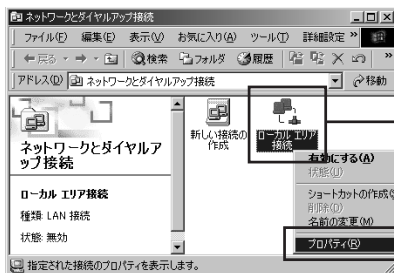 ネットワークとダイヤルアップ接続
ファイル(F) 編集(E) 表示(V) お気に入り(A) ツール(T) 詳細設定 »
戻る 検索 フォルダ 履歴 »
アドレス(D) ネットワークとダイヤルアップ接続 移動
ネットワークとダイヤルア
ップ接続
ローカル エリア接続
種類: LAN 接続
状態: 無効
新しい接続の
作成
ローカル エリア
接続
有効にする(A)
状態(U)
ショートカットの作成(
削除(D)
名前の変更(M)
プロパティ(R)
指定された接続のプロパティを表示します。